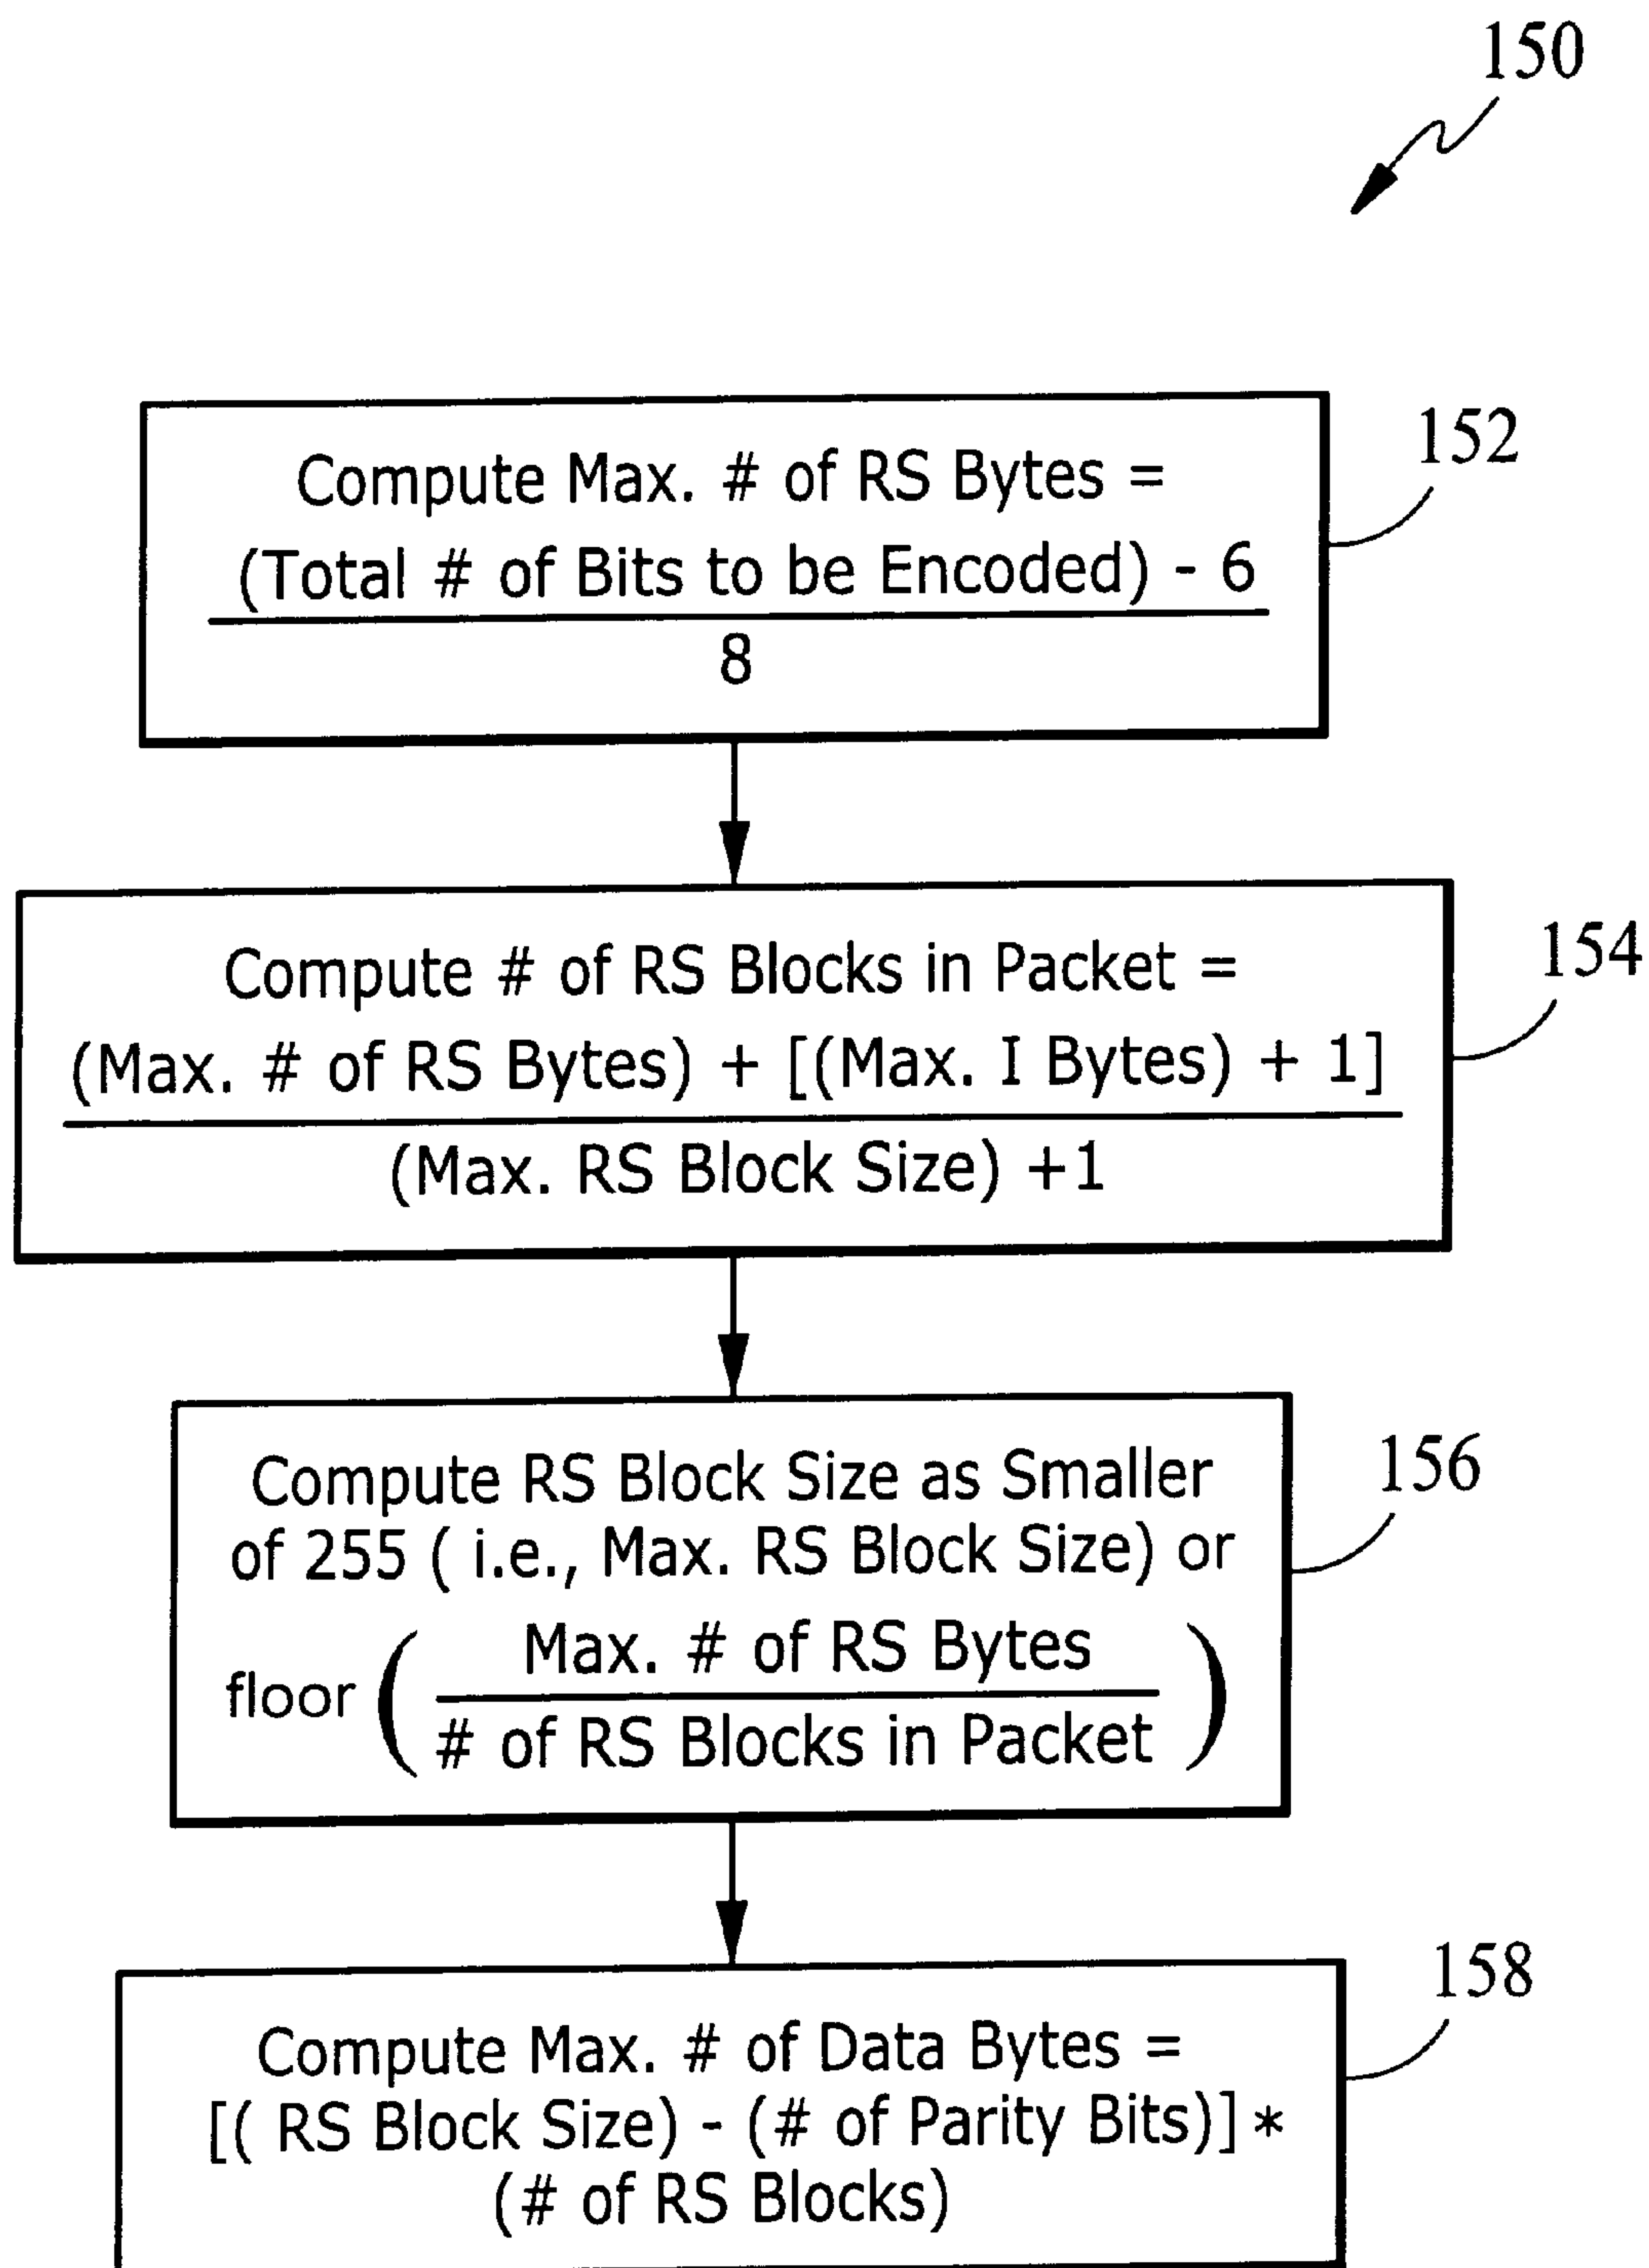 150
152
Compute Max. # of RS Bytes =
(Total # of Bits to be Encoded) - 6
8
154
Compute # of RS Blocks in Packet =
(Max. # of RS Bytes) + [(Max. I Bytes) + 1]
(Max. RS Block Size) +1
156
Compute RS Block Size as Smaller
of 255 ( i.e., Max. RS Block Size) or
floor ( Max. # of RS Bytes
# of RS Blocks in Packet )
158
Compute Max. # of Data Bytes =
[( RS Block Size) - (# of Parity Bits)] *
(# of RS Blocks)